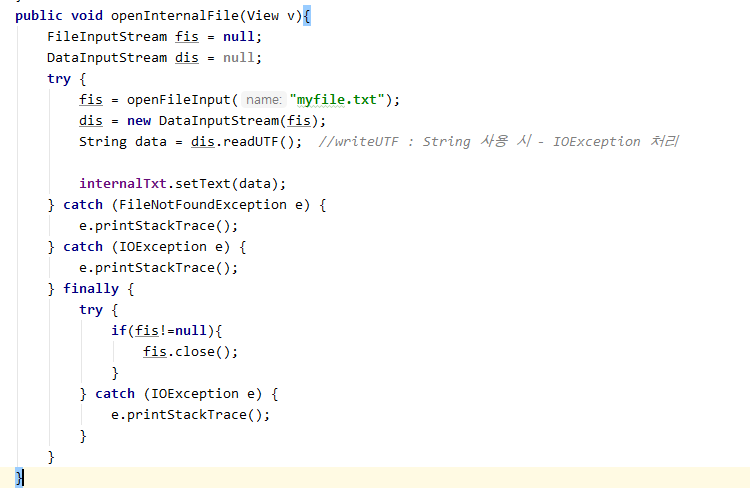 public void openInternalFile(View v){
    FileInputStream fis = null;
    DataInputStream dis = null;
    try {
        fis = openFileInput( name: "myfile.txt");
        dis = new DataInputStream(fis);
        String data = dis.readUTF();  //writeUTF : String 사용 시 - IOException 처리
        internalTxt.setText(data);
    } catch (FileNotFoundException e) {
        e.printStackTrace();
    } catch (IOException e) {
        e.printStackTrace();
    } finally {
        try {
            if(fis!=null){
                fis.close();
            }
        } catch (IOException e) {
            e.printStackTrace();
        }
    }
}